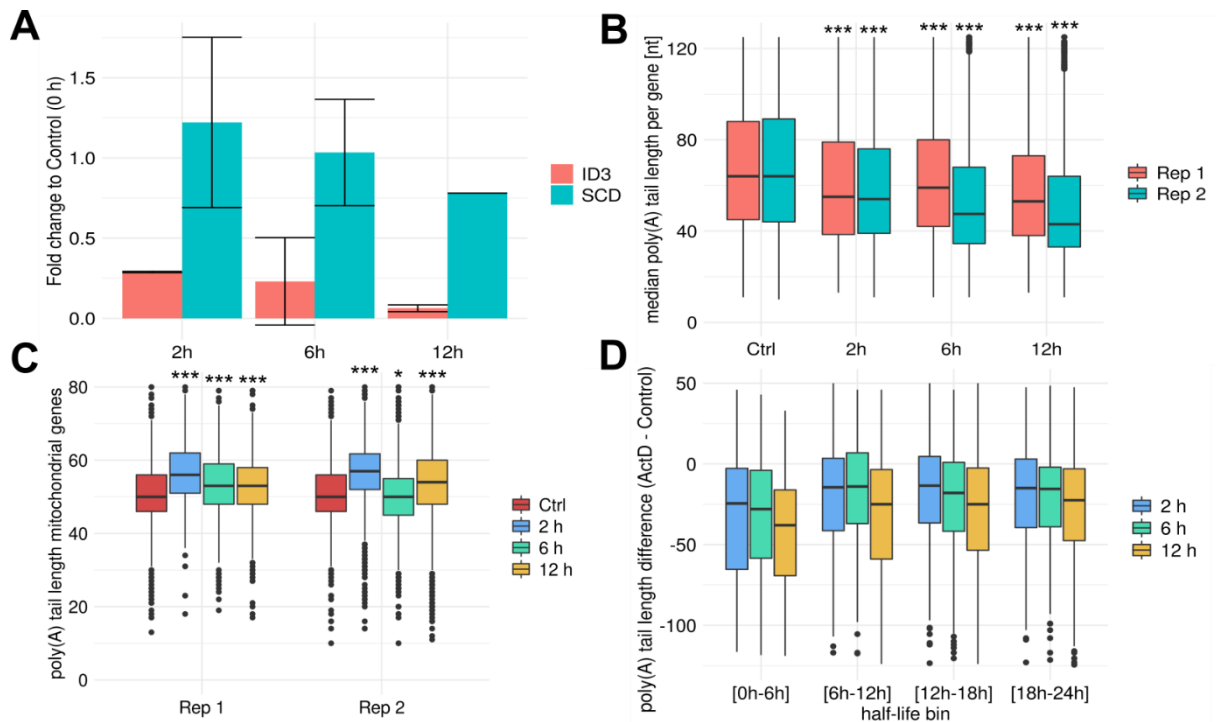 A
Fold change to Control (0 h)
1.5
1.0
0.5
0.0
2h 6h 12h
ID3
SCD
B
median poly(A) tail length per gene [nt]
120
80
40
0
*** *** *** *** *** ***
Ctrl 2h 6h 12h
Rep 1
Rep 2
C
poly(A) tail length mitochondrial genes
80
60
40
20
0
*** *** *** *** * ***
Rep 1 Rep 2
Ctrl
2 h
6 h
12 h
D
poly(A) tail length difference (ActD - Control)
50
0
-50
-100
[0h-6h] [6h-12h] [12h-18h] [18h-24h]
half-life bin
2 h
6 h
12 h